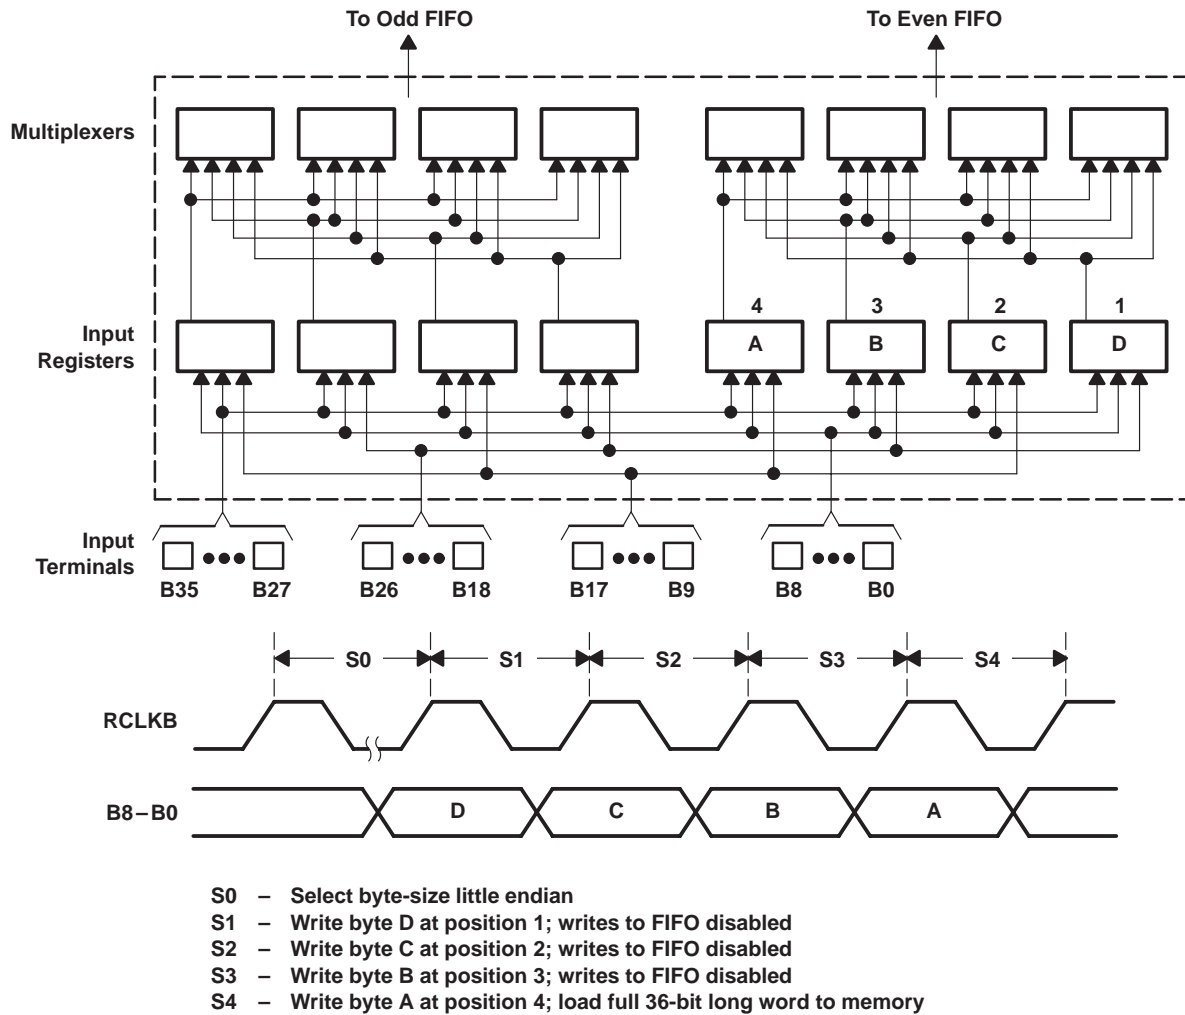 To Odd FIFO To Even FIFO
Multiplexers
4 3 2 1
Input
Registers
A B C D
Input
Terminals
B35 B27 B26 B18 B17 B9 B8 B0
S0 S1 S2 S3 S4
RCLKB
B8–B0 D C B A
S0 – Select byte-size little endian
S1 – Write byte D at position 1; writes to FIFO disabled
S2 – Write byte C at position 2; writes to FIFO disabled
S3 – Write byte B at position 3; writes to FIFO disabled
S4 – Write byte A at position 4; load full 36-bit long word to memory